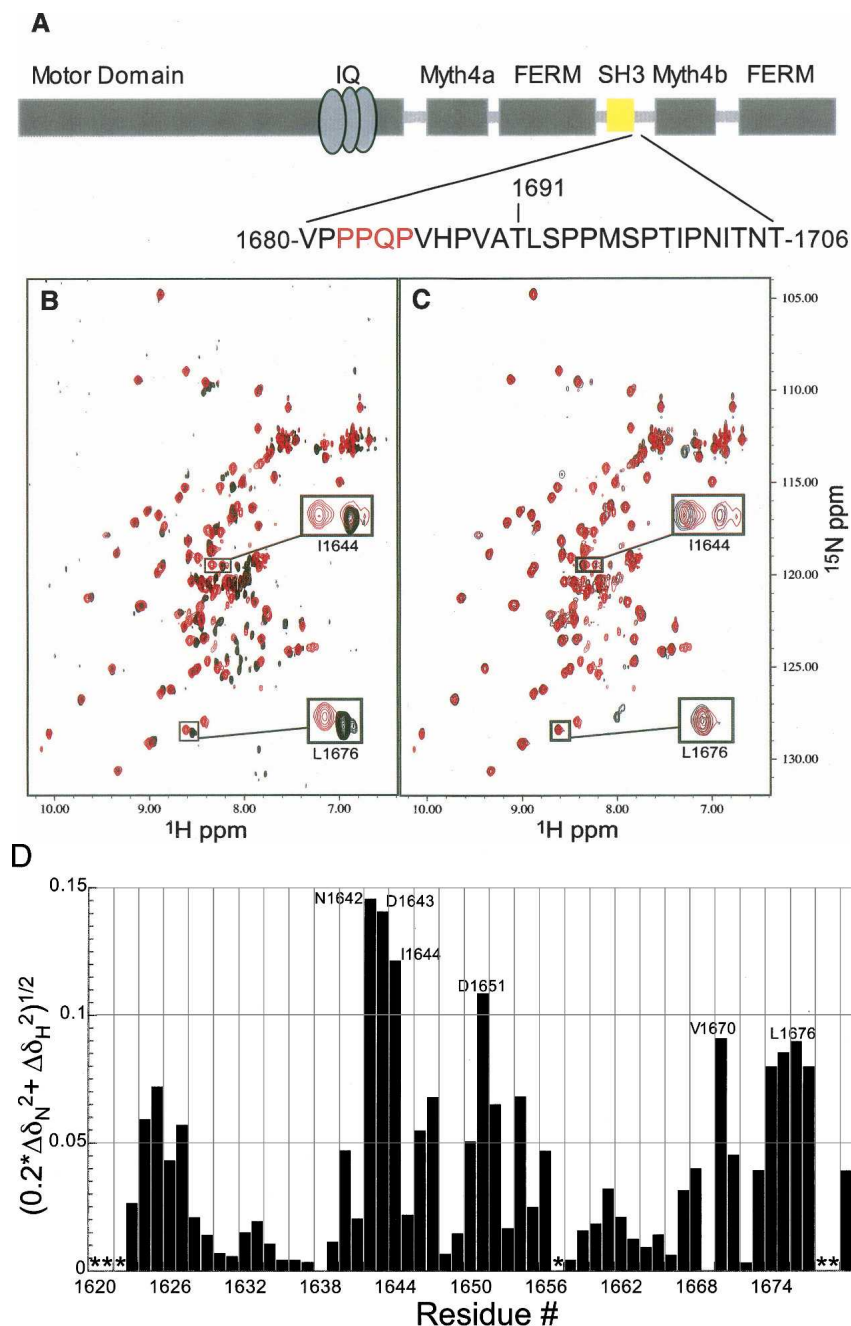 A
Motor Domain IQ Myth4a FERM SH3 Myth4b FERM
1691
1680-VPPPQPVHPVATLSPPMSPTIPNITNT-1706
B
C
I1644
L1676
I1644
L1676
105.00
110.00
115.00
120.00
125.00
130.00
15N ppm
10.00 9.00 8.00 7.00
10.00 9.00 8.00 7.00
1H ppm
1H ppm
D
0.15
0.1
0.05
0
(0.2*ΔδN2+ ΔδH2)1/2
N1642
D1643
I1644
D1651
V1670
L1676
*** * **
1620 1626 1632 1638 1644 1650 1656 1662 1668 1674
Residue #